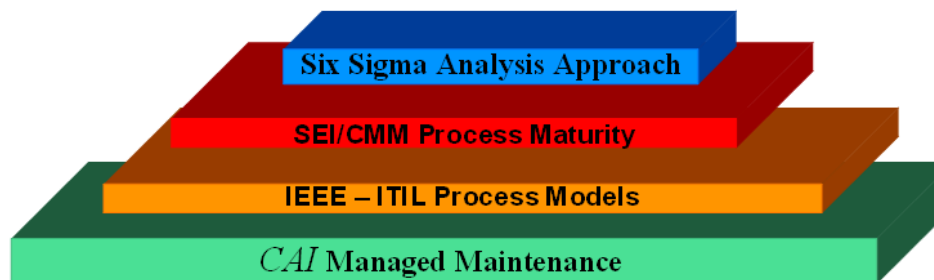 Six Sigma Analysis Approach
SEI/CMM Process Maturity
IEEE – ITIL Process Models
CAI Managed Maintenance